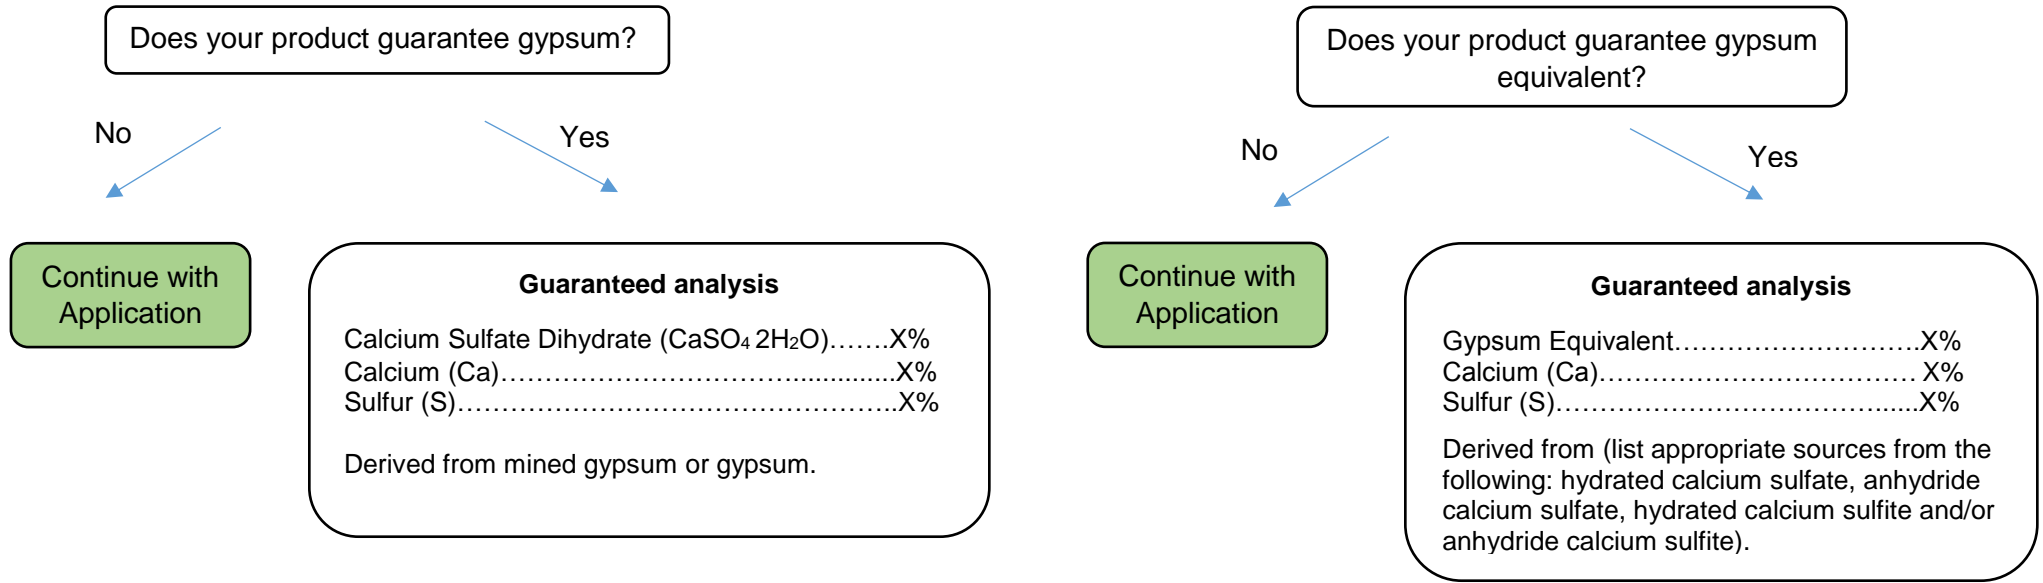 Does your product guarantee gypsum?
No
Yes
Continue with
Application
Guaranteed analysis
Calcium Sulfate Dihydrate (CaSO₄ 2H₂O)…….X%
Calcium (Ca)……………………………...............X%
Sulfur (S)…………………………………………..X%
Derived from mined gypsum or gypsum.
Does your product guarantee gypsum
equivalent?
No
Yes
Continue with
Application
Guaranteed analysis
Gypsum Equivalent……………………….X%
Calcium (Ca)……………………………… X%
Sulfur (S)………………………………......X%
Derived from (list appropriate sources from the
following: hydrated calcium sulfate, anhydride
calcium sulfate, hydrated calcium sulfite and/or
anhydride calcium sulfite).